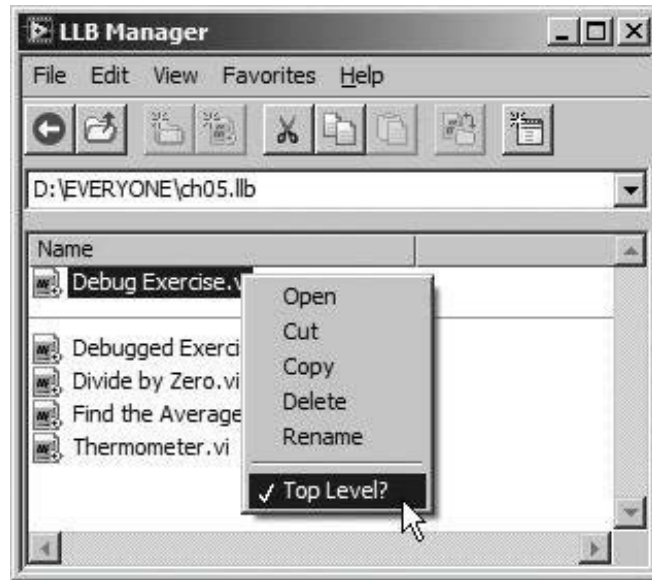 LLB Manager
File Edit View Favorites Help
D:\EVERYONE\ch05.llb
Name
Debug Exercise.v
Debugged Exerci
Divide by Zero.vi
Find the Average
Thermometer.vi
Open
Cut
Copy
Delete
Rename
✓ Top Level?